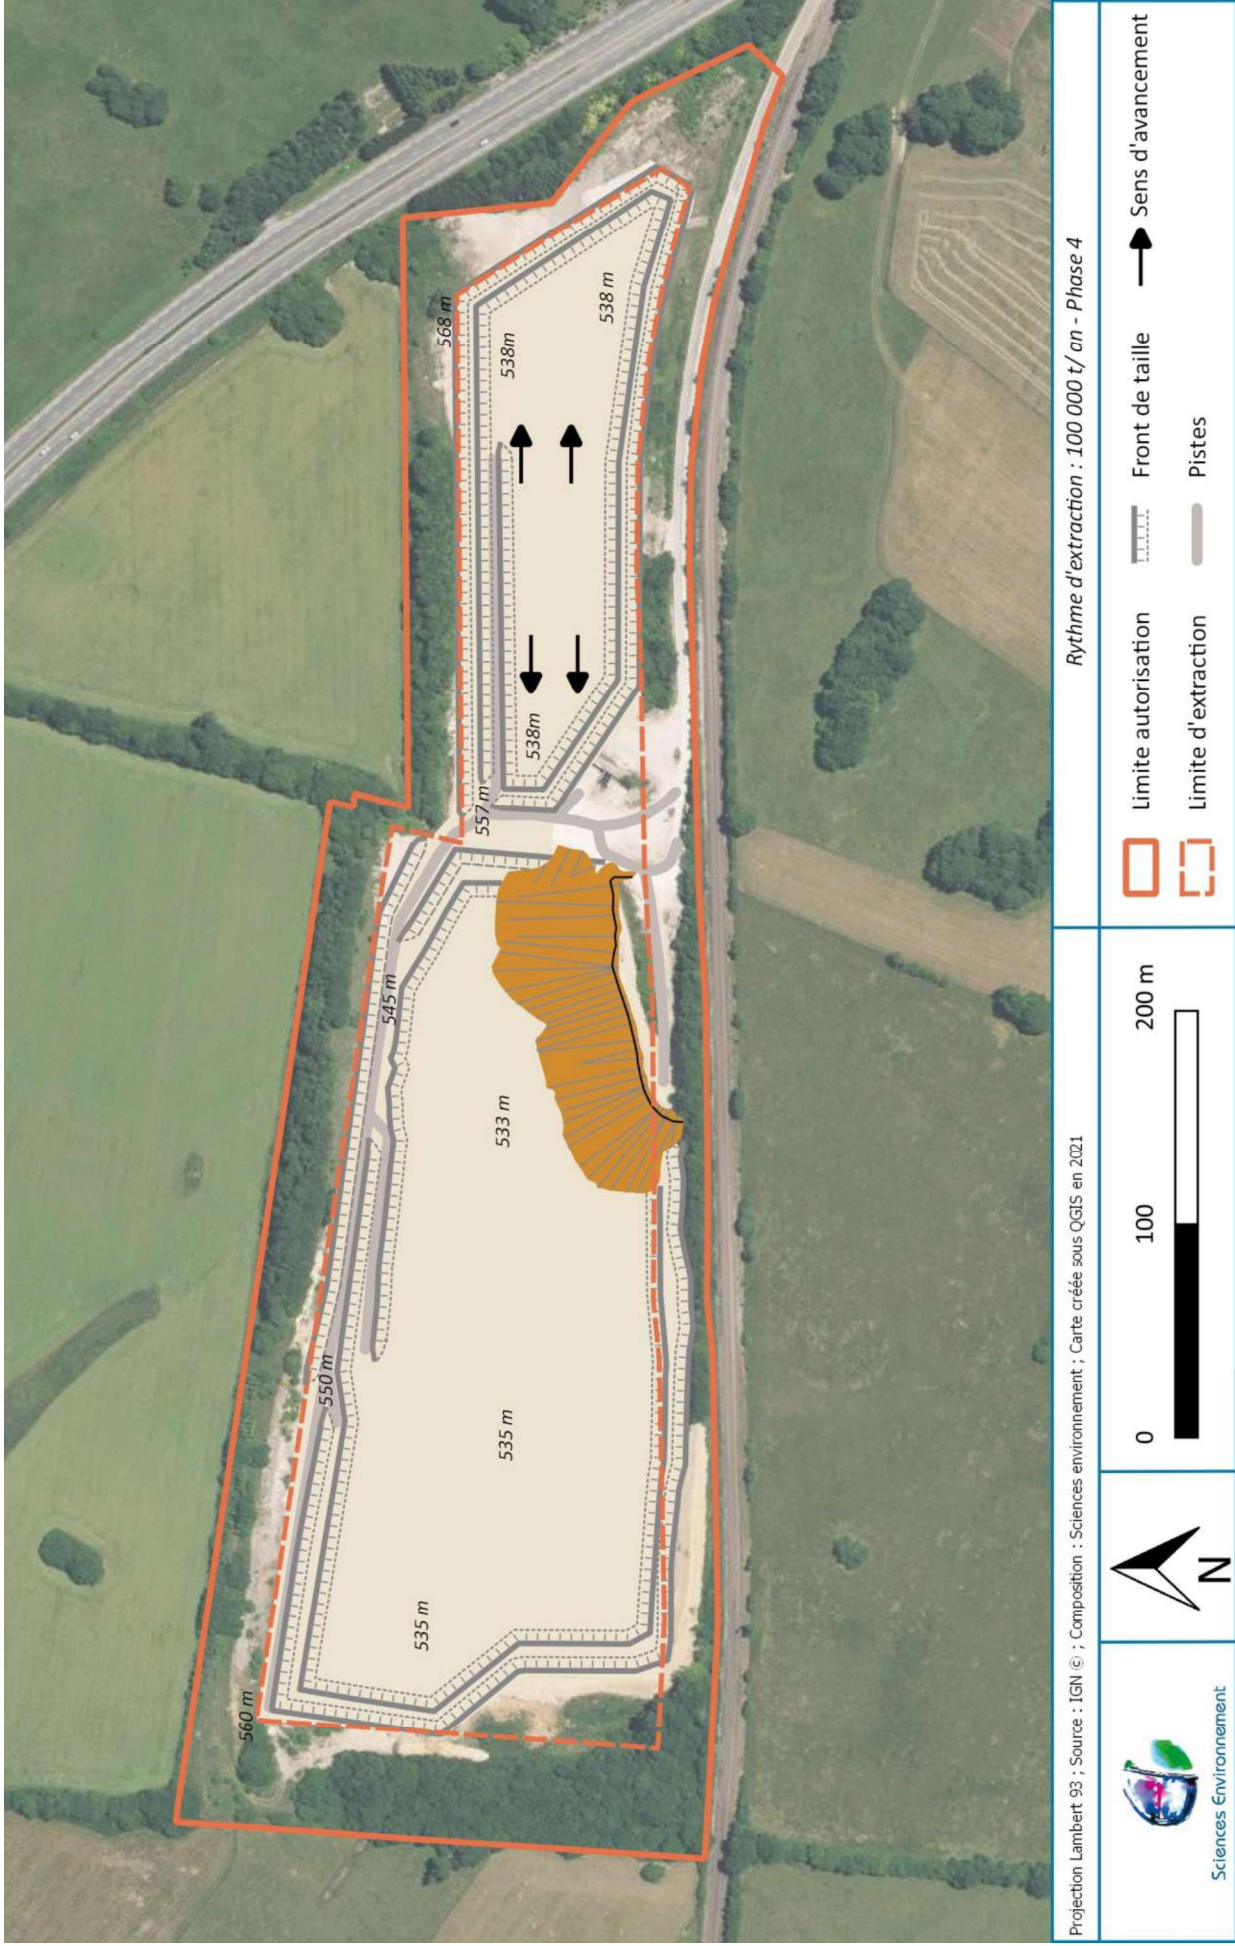 568 m
538m
538 m
538m
557 m
545 m
533 m
550 m
535 m
535 m
560 m
Projection Lambert 93 ; Source : IGN © ; Composition : Sciences environnement ; Carte créée sous QGIS en 2021
Rythme d'extraction : 100 000 t/ an - Phase 4
Sciences Environnement
N
0 100 200 m
Limite autorisation
Front de taille
Sens d'avancement
Limite d'extraction
Pistes